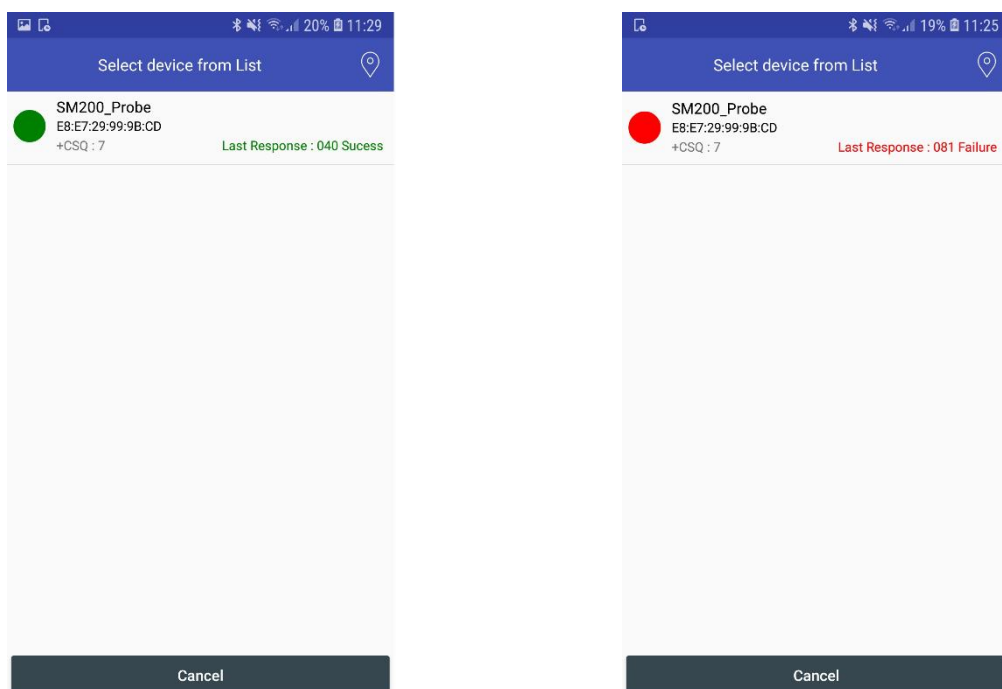 20% 11:29
Select device from List
SM200_Probe
E8:E7:29:99:9B:CD
+CSQ : 7
Last Response : 040 Sucess
Cancel
19% 11:25
Select device from List
SM200_Probe
E8:E7:29:99:9B:CD
+CSQ : 7
Last Response : 081 Failure
Cancel